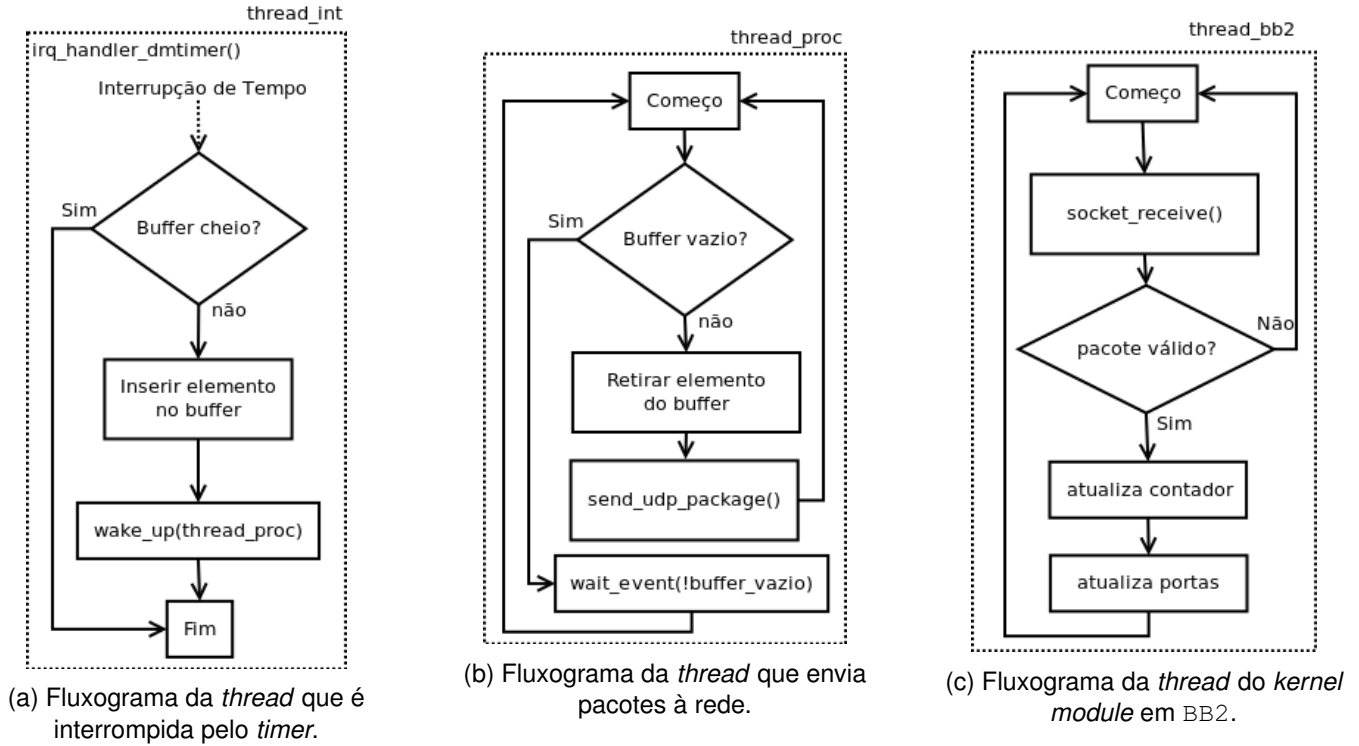 thread_int
irq_handler_dmtimer()
Interrupção de Tempo
Sim
Buffer cheio?
não
Inserir elemento
no buffer
wake_up(thread_proc)
Fim
(a) Fluxograma da thread que é
interrompida pelo timer.
thread_proc
Começo
Sim
Buffer vazio?
não
Retirar elemento
do buffer
send_udp_package()
wait_event(!buffer_vazio)
(b) Fluxograma da thread que envia
pacotes à rede.
thread_bb2
Começo
socket_receive()
Não
pacote válido?
Sim
atualiza contador
atualiza portas
(c) Fluxograma da thread do kernel
module em BB2.